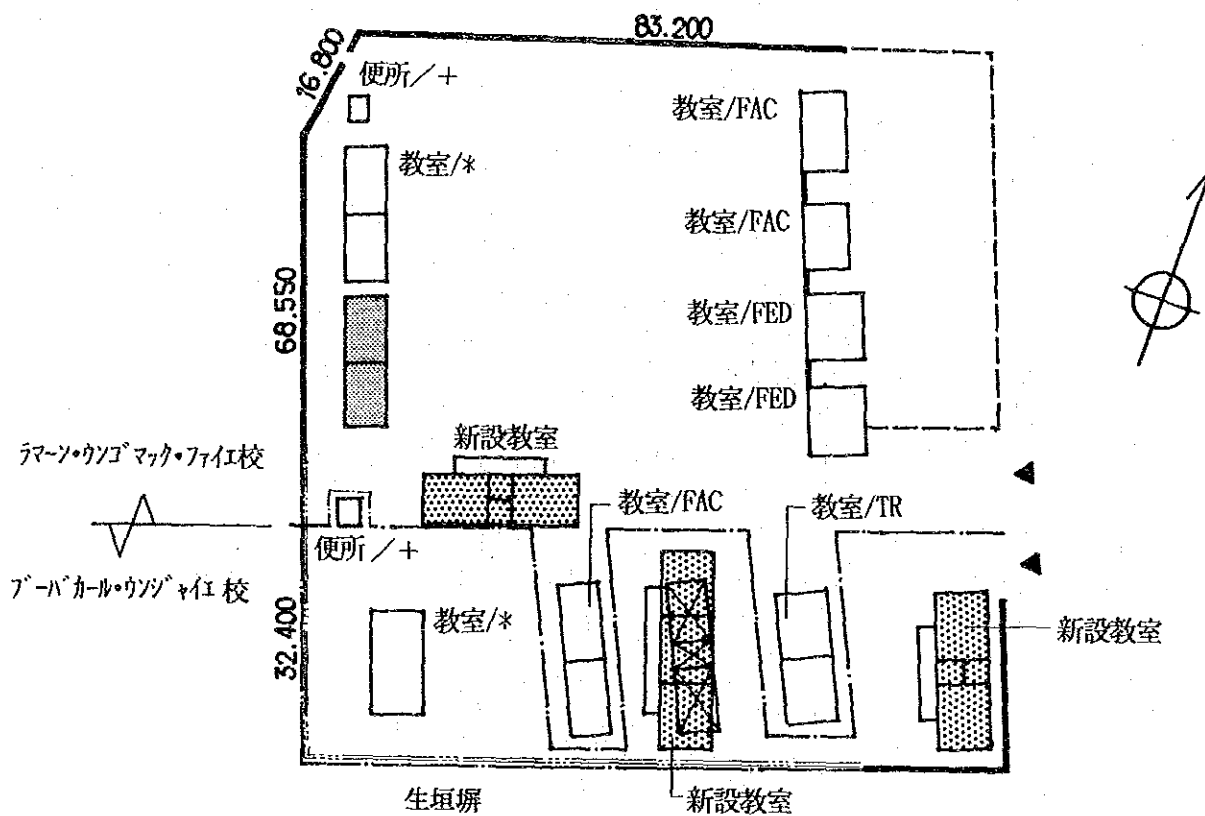 83.200
16.800
便所/+
教室/FAC
教室/*
教室/FAC
68.550
教室/FED
教室/FED
新設教室
ラマーン・ウンゴマック・ファイエ校
教室/FAC
教室/TR
便所/+
ブーバカール・ウンジャイエ校
32.400
教室/*
新設教室
生垣塀
新設教室